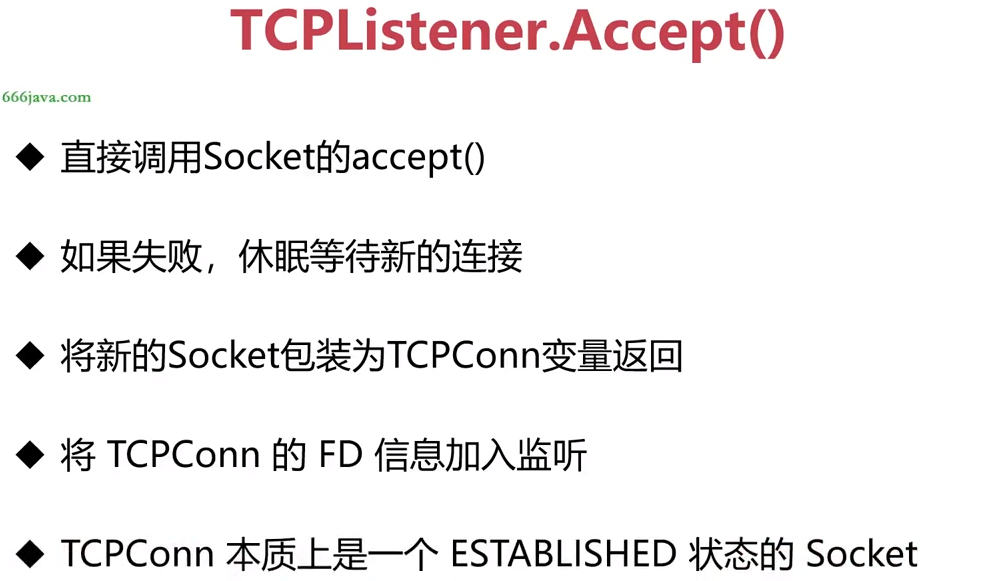 TCPListener.Accept()
666java.com
◆ 直接调用Socket的accept()
◆ 如果失败，休眠等待新的连接
◆ 将新的Socket包装为TCPConn变量返回
◆ 将 TCPConn 的 FD 信息加入监听
◆ TCPConn 本质上是一个 ESTABLISHED 状态的 Socket